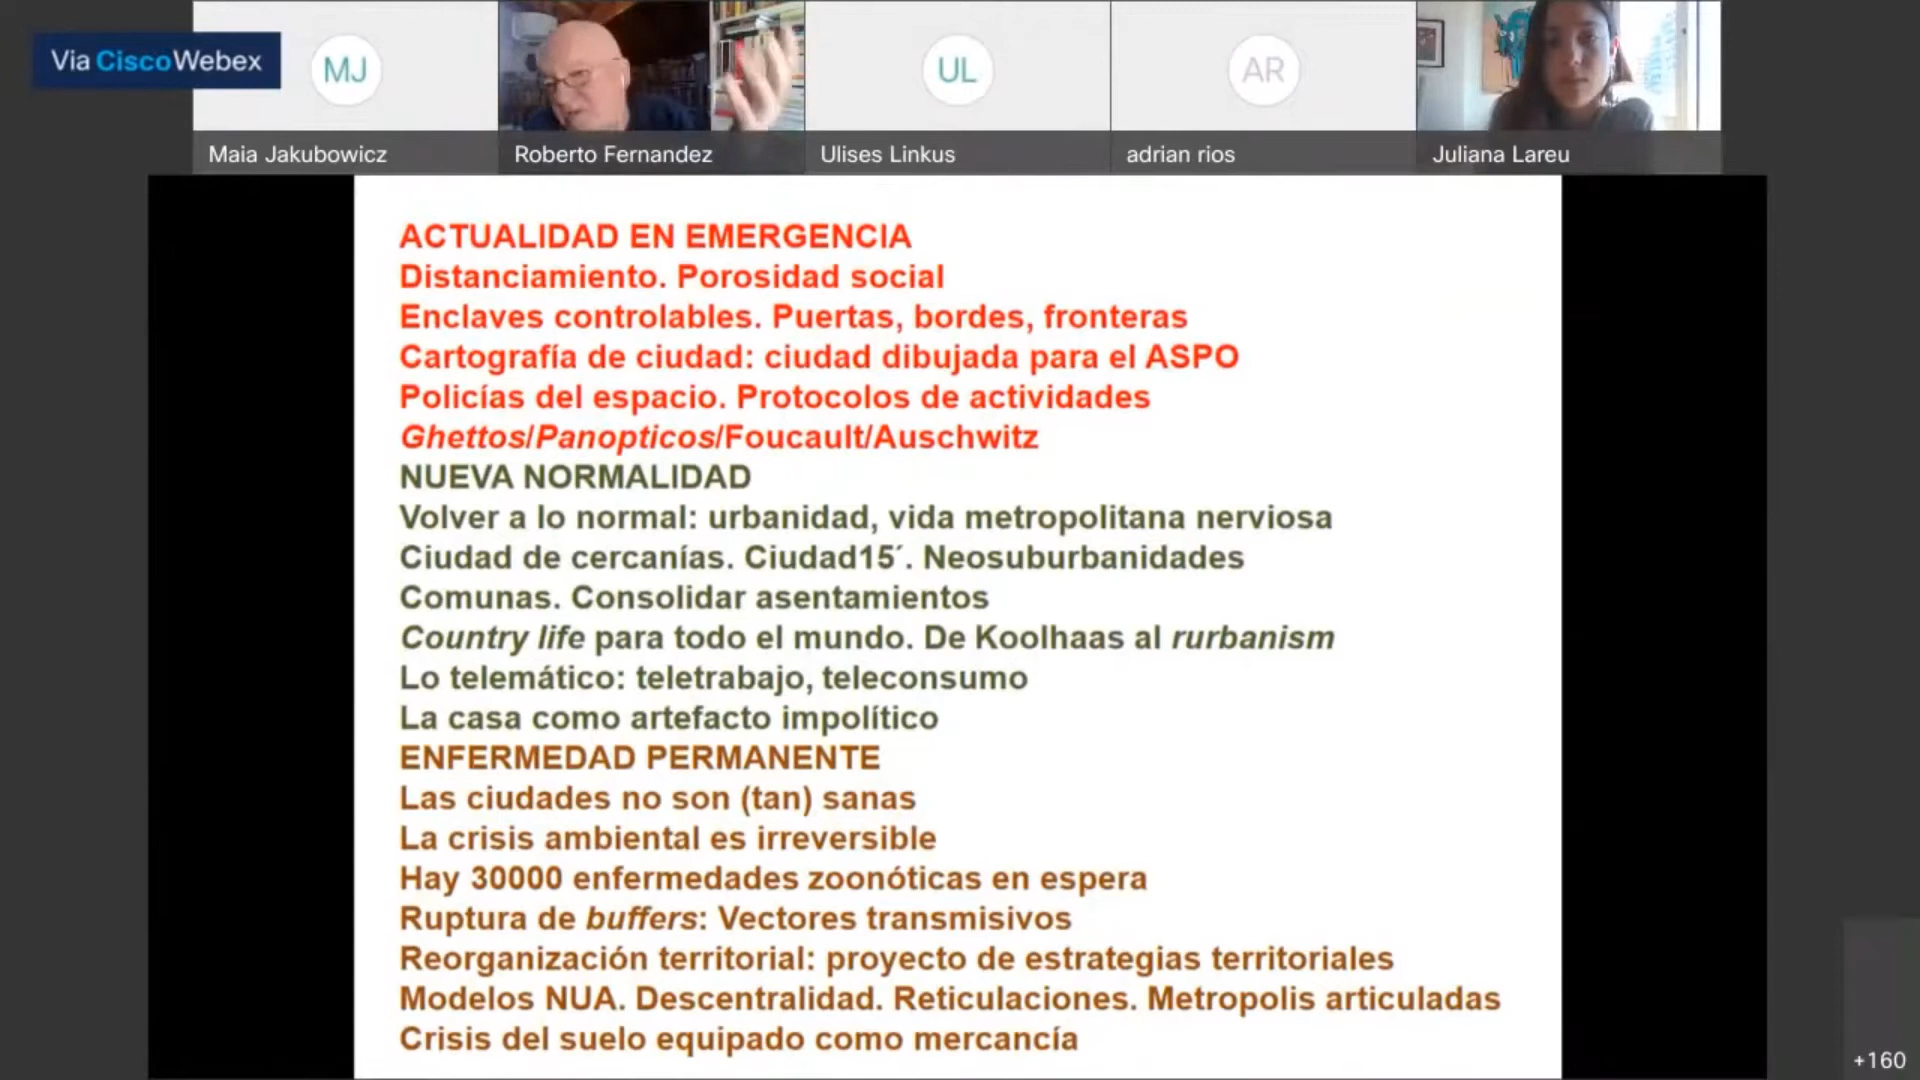 Via CiscoWebex
MJ
UL
AR
Maia Jakubowicz
Roberto Fernandez
Ulises Linkus
adrian rios
Juliana Lareu
ACTUALIDAD EN EMERGENCIA
Distanciamiento. Porosidad social
Enclaves controlables. Puertas, bordes, fronteras
Cartografía de ciudad: ciudad dibujada para el ASPO
Policías del espacio. Protocolos de actividades
Ghettos/Panopticos/Foucault/Auschwitz
NUEVA NORMALIDAD
Volver a lo normal: urbanidad, vida metropolitana nerviosa
Ciudad de cercanías. Ciudad15´. Neosuburbanidades
Comunas. Consolidar asentamientos
Country life para todo el mundo. De Koolhaas al rurbanism
Lo telemático: teletrabajo, teleconsumo
La casa como artefacto impolítico
ENFERMEDAD PERMANENTE
Las ciudades no son (tan) sanas
La crisis ambiental es irreversible
Hay 30000 enfermedades zoonóticas en espera
Ruptura de buffers: Vectores transmisivos
Reorganización territorial: proyecto de estrategias territoriales
Modelos NUA. Descentralidad. Reticulaciones. Metropolis articuladas
Crisis del suelo equipado como mercancía
+160